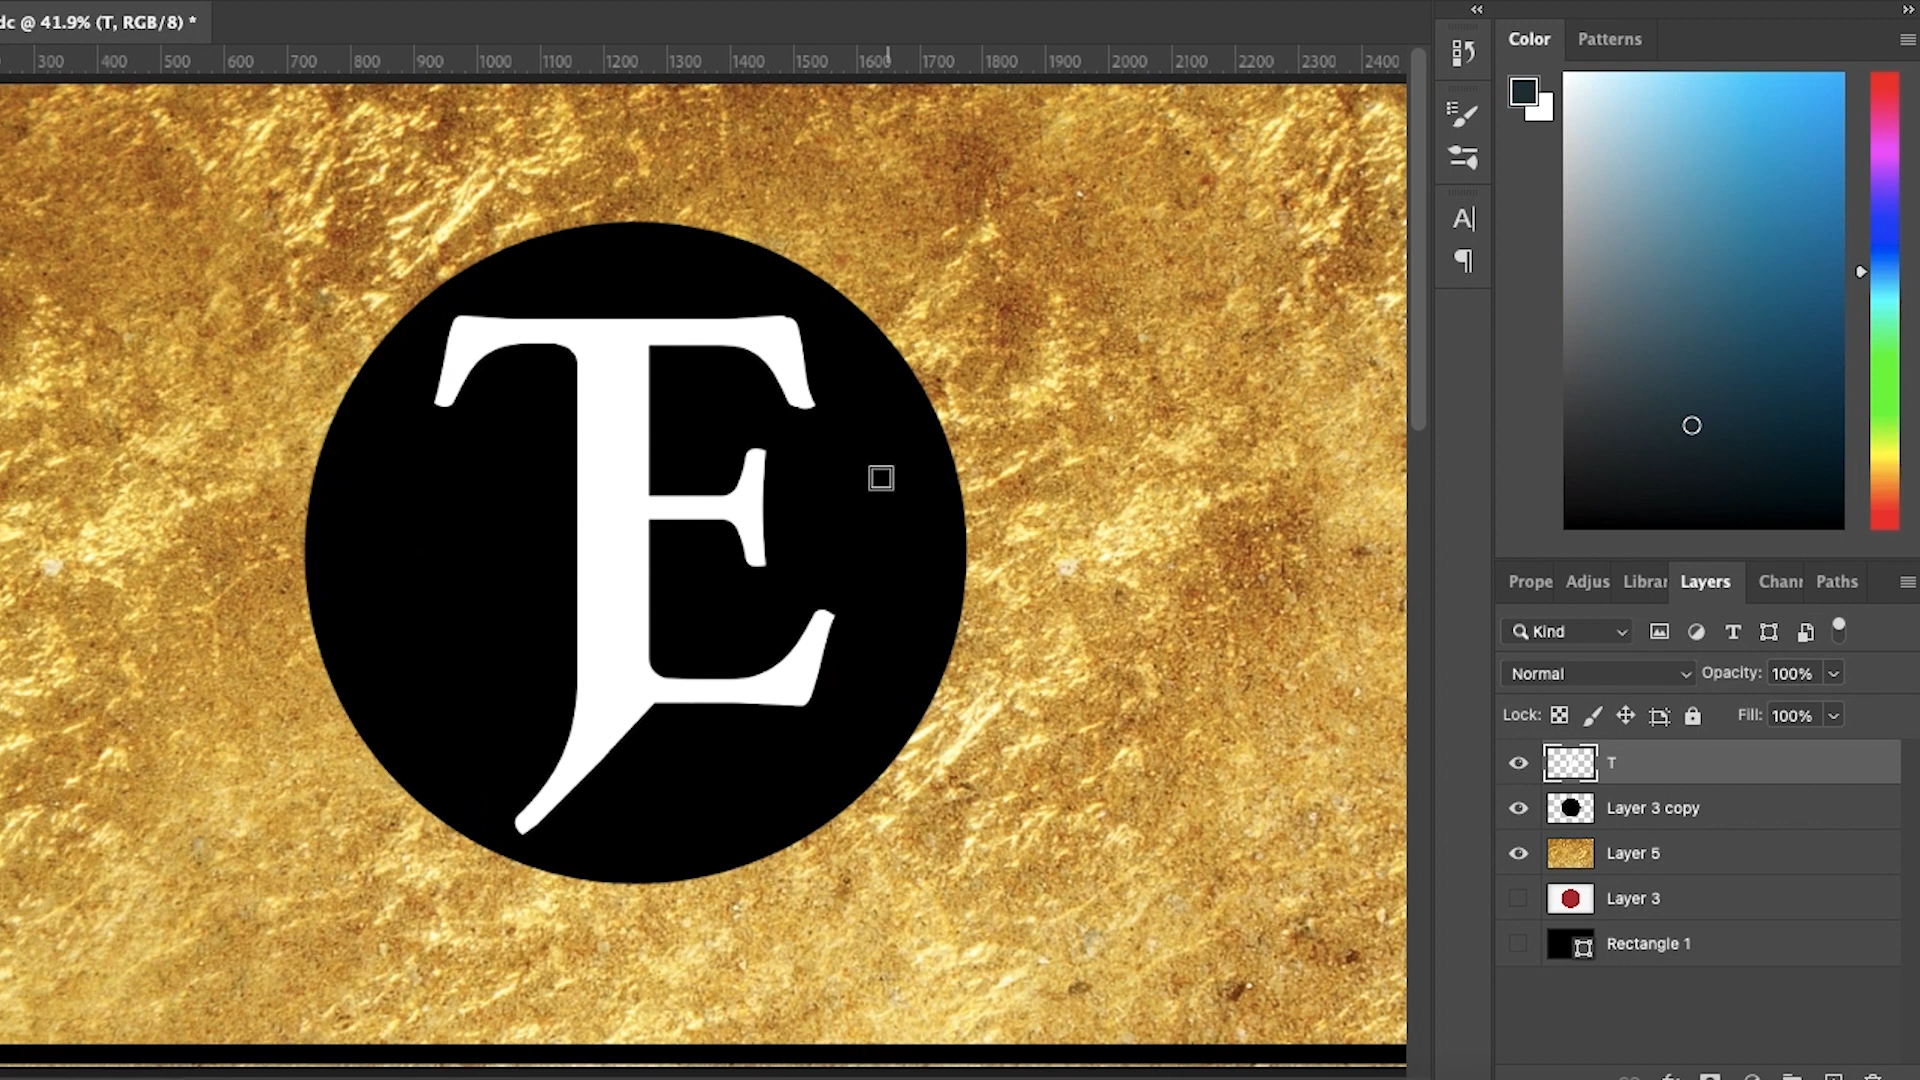 dc @ 41.9% (T, RGB/8) *
300 400 500 600 700 800 900 1000 1100 1200 1300 1400 1500 1600 1700 1800 1900 2000 2100 2200 2300 2400
TE
Color Patterns
A
Prope Adjus Librar Layers Chann Paths
Kind T
Normal Opacity: 100%
Lock: Fill: 100%
T
Layer 3 copy
Layer 5
Layer 3
Rectangle 1